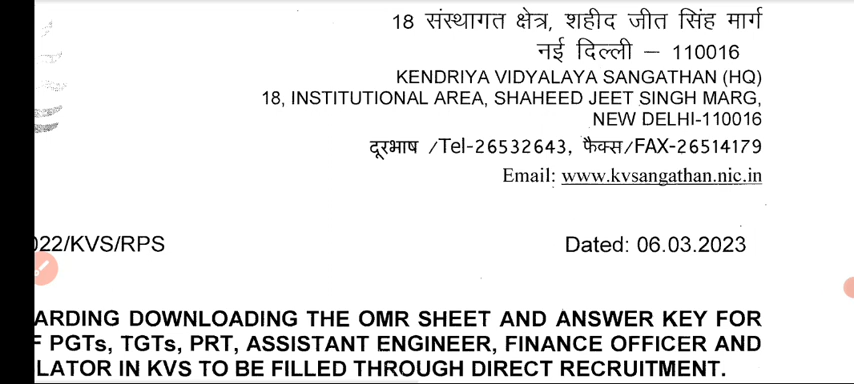 18 संस्थागत क्षेत्र, शहीद जीत सिंह मार्ग
नई दिल्ली – 110016
KENDRIYA VIDYALAYA SANGATHAN (HQ)
18, INSTITUTIONAL AREA, SHAHEED JEET SINGH MARG,
NEW DELHI-110016
दूरभाष /Tel-26532643, फैक्स/FAX-26514179
Email: www.kvsangathan.nic.in
022/KVS/RPS Dated: 06.03.2023
ARDING DOWNLOADING THE OMR SHEET AND ANSWER KEY FOR
F PGTs, TGTs, PRT, ASSISTANT ENGINEER, FINANCE OFFICER AND
LATOR IN KVS TO BE FILLED THROUGH DIRECT RECRUITMENT.